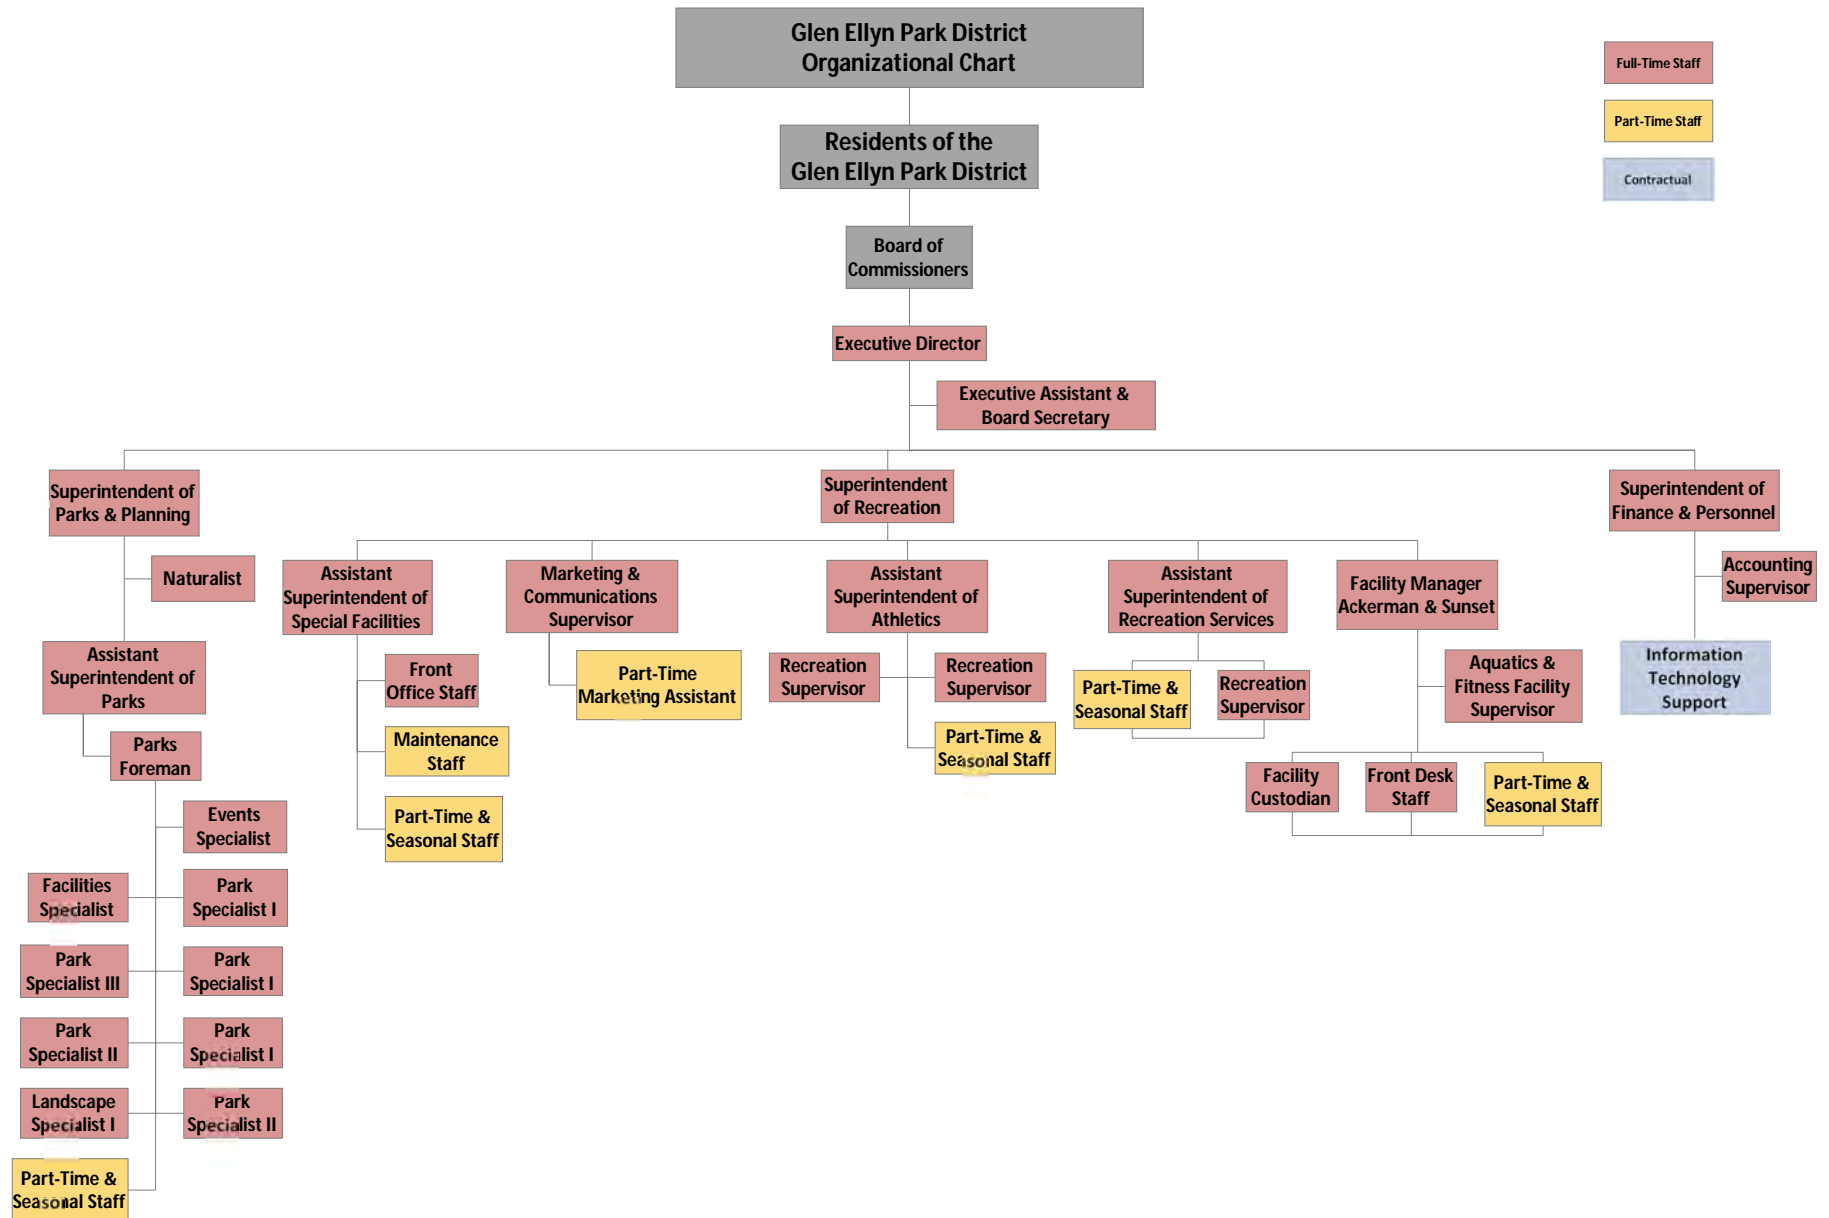 Glen Ellyn Park District
Organizational Chart
Full-Time Staff
Part-Time Staff
Contractual
Residents of the
Glen Ellyn Park District
Board of
Commissioners
Executive Director
Executive Assistant &
Board Secretary
Superintendent of
Parks & Planning
Superintendent
of Recreation
Superintendent of
Finance & Personnel
Naturalist
Assistant
Superintendent of
Parks
Parks
Foreman
Events
Specialist
Facilities
Specialist
Park
Specialist I
Park
Specialist III
Park
Specialist I
Park
Specialist II
Park
Specialist I
Landscape
Specialist I
Park
Specialist II
Part-Time &
Seasonal Staff
Assistant
Superintendent of
Special Facilities
Front
Office Staff
Maintenance
Staff
Part-Time &
Seasonal Staff
Marketing &
Communications
Supervisor
Part-Time
Marketing Assistant
Assistant
Superintendent of
Athletics
Recreation
Supervisor
Recreation
Supervisor
Part-Time &
Seasonal Staff
Assistant
Superintendent of
Recreation Services
Part-Time &
Seasonal Staff
Recreation
Supervisor
Facility Manager
Ackerman & Sunset
Aquatics &
Fitness Facility
Supervisor
Facility
Custodian
Front Desk
Staff
Part-Time &
Seasonal Staff
Accounting
Supervisor
Information
Technology
Support